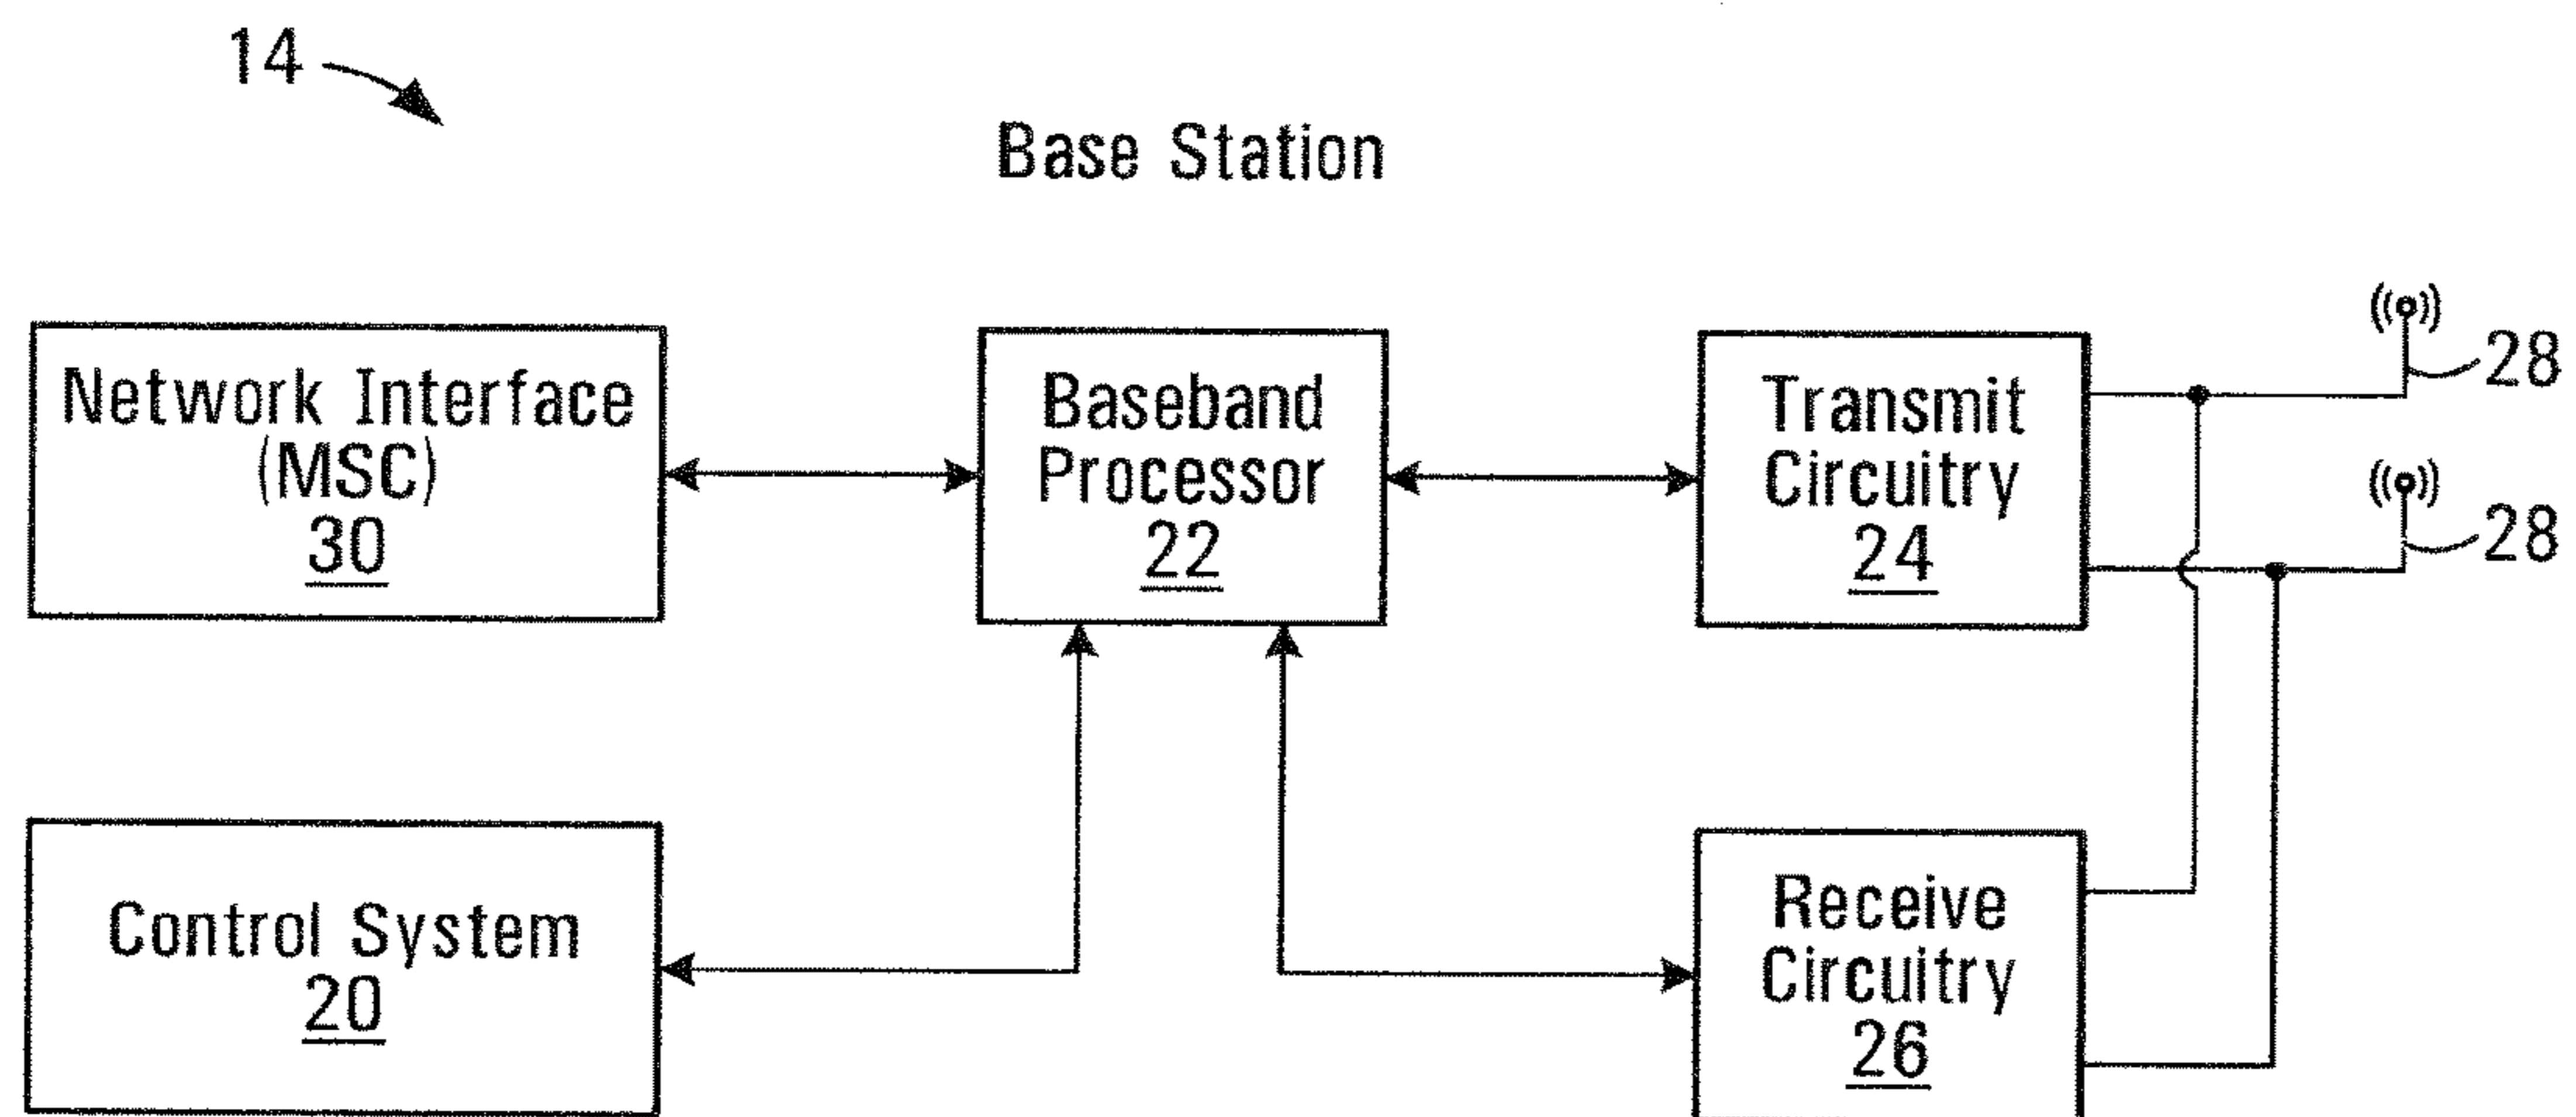 14
Base Station
Network Interface
(MSC)
30
Baseband
Processor
22
Transmit
Circuitry
24
28
28
Control System
20
Receive
Circuitry
26